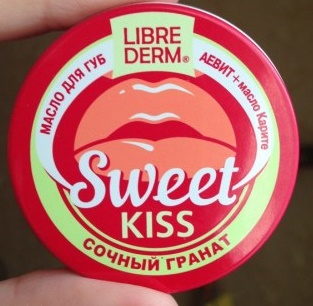 LIBRE
DERM®
МАСЛО ДЛЯ ГУБ
АЕВИТ+масло Карите
Sweet
KISS
СОЧНЫЙ ГРАНАТ